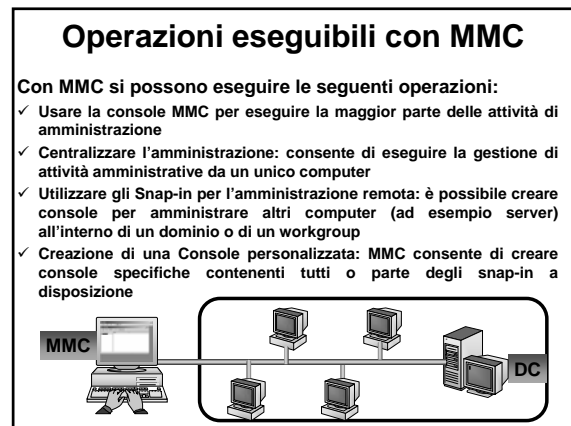 Operazioni eseguibili con MMC
Con MMC si possono eseguire le seguenti operazioni:
✓ Usare la console MMC per eseguire la maggior parte delle attività di
amministrazione
✓ Centralizzare l’amministrazione: consente di eseguire la gestione di
attività amministrative da un unico computer
✓ Utilizzare gli Snap-in per l’amministrazione remota: è possibile creare
console per amministrare altri computer (ad esempio server)
all’interno di un dominio o di un workgroup
✓ Creazione di una Console personalizzata: MMC consente di creare
console specifiche contenenti tutti o parte degli snap-in a
disposizione
MMC
DC